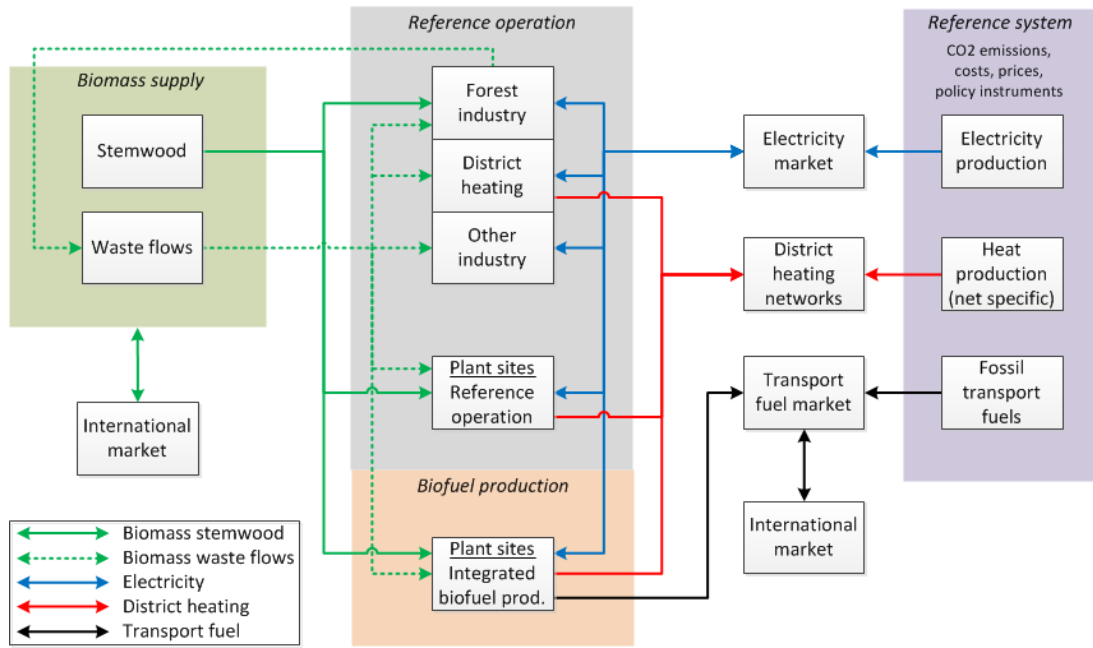 Reference operation
Reference system
CO2 emissions,
costs, prices,
policy instruments
Biomass supply
Stemwood
Waste flows
International
market
Forest
industry
District
heating
Other
industry
Plant sites
Reference
operation
Biofuel production
Plant sites
Integrated
biofuel prod.
Electricity
market
District
heating
networks
Transport
fuel market
International
market
Electricity
production
Heat
production
(net specific)
Fossil
transport
fuels
Biomass stemwood
Biomass waste flows
Electricity
District heating
Transport fuel